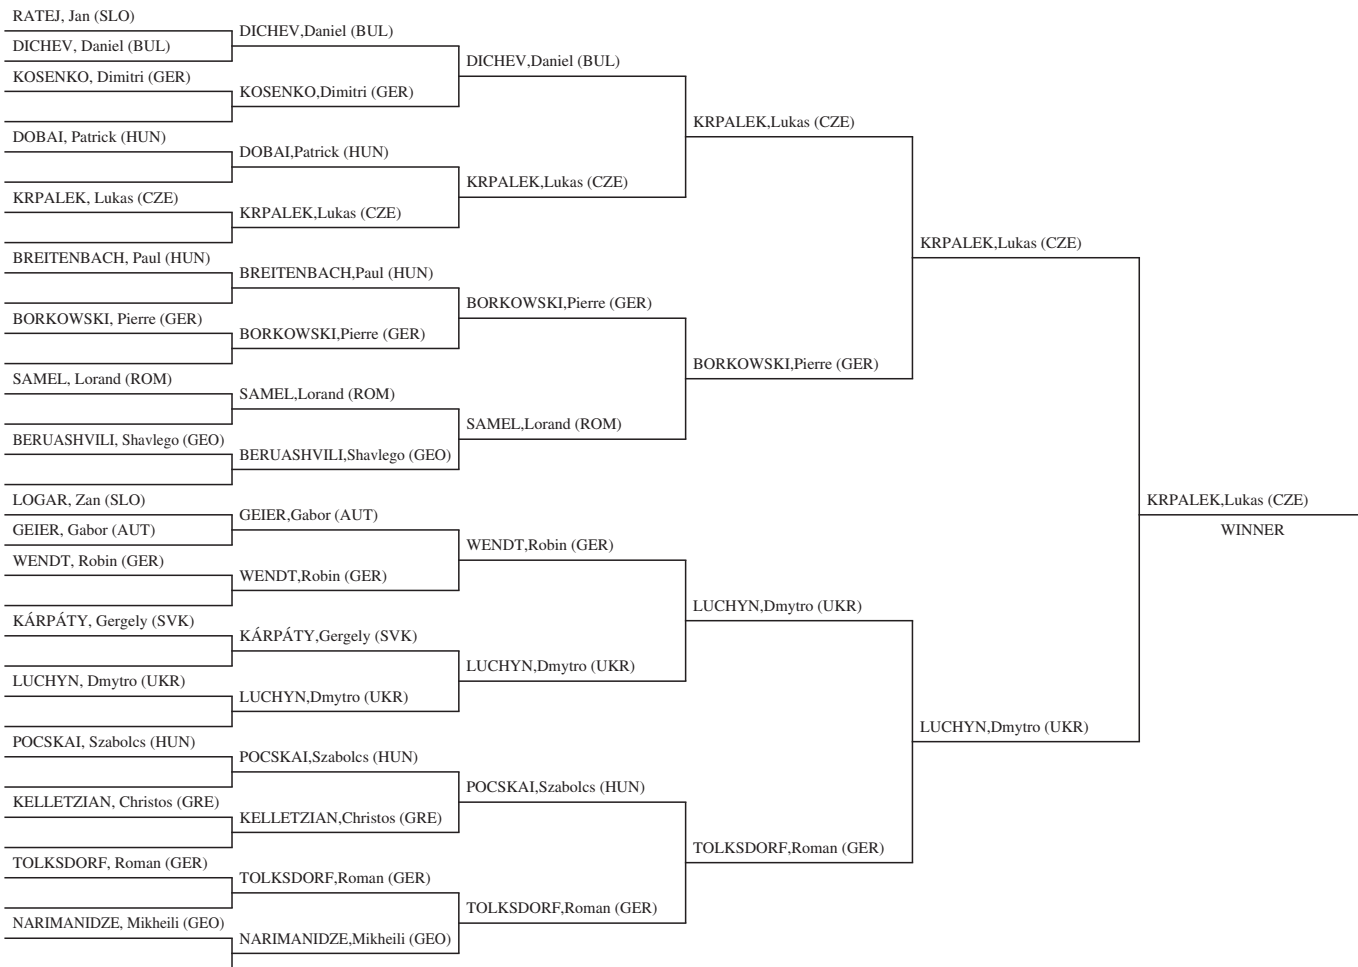 RATEJ, Jan (SLO)
DICHEV, Daniel (BUL)
KOSENKO, Dimitri (GER)
DOBAI, Patrick (HUN)
KRPALEK, Lukas (CZE)
BREITENBACH, Paul (HUN)
BORKOWSKI, Pierre (GER)
SAMEL, Lorand (ROM)
BERUASHVILI, Shavlego (GEO)
LOGAR, Zan (SLO)
GEIER, Gabor (AUT)
WENDT, Robin (GER)
KÁRPÁTY, Gergely (SVK)
LUCHYN, Dmytro (UKR)
POCSKAI, Szabolcs (HUN)
KELLETZIAN, Christos (GRE)
TOLKSDORF, Roman (GER)
NARIMANIDZE, Mikheili (GEO)
DICHEV,Daniel (BUL)
KOSENKO,Dimitri (GER)
DOBAI,Patrick (HUN)
KRPALEK,Lukas (CZE)
BREITENBACH,Paul (HUN)
BORKOWSKI,Pierre (GER)
SAMEL,Lorand (ROM)
BERUASHVILI,Shavlego (GEO)
GEIER,Gabor (AUT)
WENDT,Robin (GER)
KÁRPÁTY,Gergely (SVK)
LUCHYN,Dmytro (UKR)
POCSKAI,Szabolcs (HUN)
KELLETZIAN,Christos (GRE)
TOLKSDORF,Roman (GER)
NARIMANIDZE,Mikheili (GEO)
DICHEV,Daniel (BUL)
KRPALEK,Lukas (CZE)
BORKOWSKI,Pierre (GER)
SAMEL,Lorand (ROM)
WENDT,Robin (GER)
LUCHYN,Dmytro (UKR)
POCSKAI,Szabolcs (HUN)
TOLKSDORF,Roman (GER)
KRPALEK,Lukas (CZE)
BORKOWSKI,Pierre (GER)
LUCHYN,Dmytro (UKR)
TOLKSDORF,Roman (GER)
KRPALEK,Lukas (CZE)
LUCHYN,Dmytro (UKR)
KRPALEK,Lukas (CZE)
WINNER